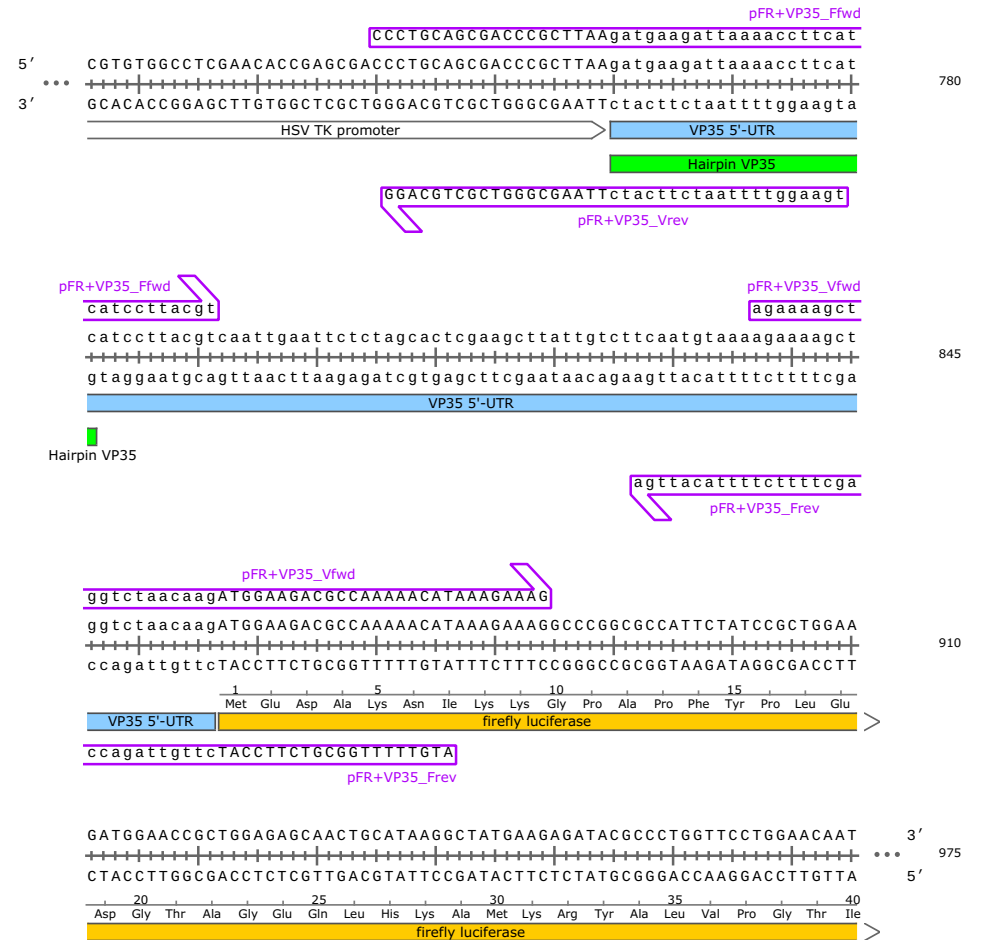 pFR+VP35_Ffwd
CCCTGCAGCGACCCGCTTAAgatgaagattaaaaccttcat
5′ CGTGTGGCCTCGAACACCGAGCGACCCTGCAGCGACCCGCTTAAgatgaagattaaaaccttcat
780
3′ GCACACCGGAGCTTGTGGCTCGCTGGGACGTCGCTGGGCGAATTctacttctaattttggaagta
HSV TK promoter VP35 5'-UTR
Hairpin VP35
GGACGTCGCTGGGCGAATTctacttctaattttggaagt
pFR+VP35_Vrev
pFR+VP35_Ffwd pFR+VP35_Vfwd
catccttacgt agaaaagct
catccttacgtcaattgaattctctagcactcgaagcttattgtcttcaatgtaaaagaaaagct
845
gtaggaatgcagttaacttaagagatcgtgagcttcgaataacagaagttacattttcttttcga
VP35 5'-UTR
Hairpin VP35
agttacattttcttttcga
pFR+VP35_Frev
pFR+VP35_Vfwd
ggtctaacaagATGGAAGACGCCAAAAACATAAAGAAAG
ggtctaacaagATGGAAGACGCCAAAAACATAAAGAAAGGCCCGGCGCCATTCTATCCGCTGGAA
910
ccagattgttcTACCTTCTGCGGTTTTTGTATTTCTTTCCGGGCCGCGGTAAGATAGGCGACCTT
1 5 10 15
Met Glu Asp Ala Lys Asn Ile Lys Lys Gly Pro Ala Pro Phe Tyr Pro Leu Glu
VP35 5'-UTR firefly luciferase
ccagattgttcTACCTTCTGCGGTTTTTGTA
pFR+VP35_Frev
GATGGAACCGCTGGAGAGCAACTGCATAAGGCTATGAAGAGATACGCCCTGGTTCCTGGAACAAT 3′
975
CTACCTTGGCGACCTCTCGTTGACGTATTCCGATACTTCTCTATGCGGGACCAAGGACCTTGTTA 5′
20 25 30 35 40
Asp Gly Thr Ala Gly Glu Gln Leu His Lys Ala Met Lys Arg Tyr Ala Leu Val Pro Gly Thr Ile
firefly luciferase